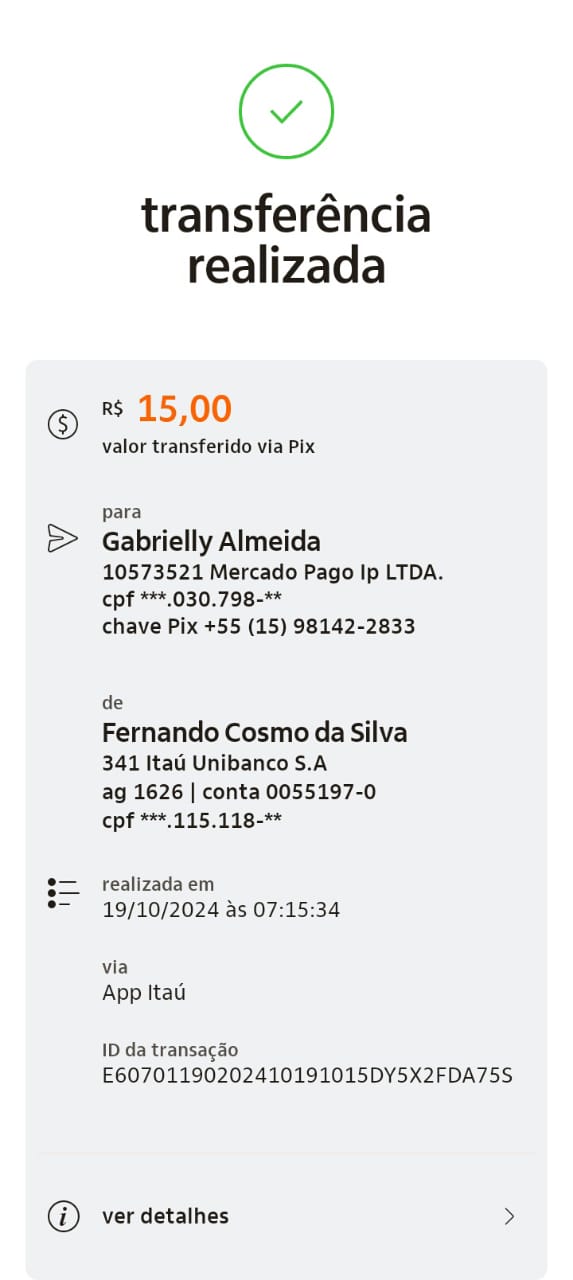 transferência
realizada
R$ 15,00
valor transferido via Pix
para
Gabrielly Almeida
10573521 Mercado Pago Ip LTDA.
cpf ***.030.798-**
chave Pix +55 (15) 98142-2833
de
Fernando Cosmo da Silva
341 Itaú Unibanco S.A
ag 1626 | conta 0055197-0
cpf ***.115.118-**
realizada em
19/10/2024 às 07:15:34
via
App Itaú
ID da transação
E60701190202410191015DY5X2FDA75S
ver detalhes